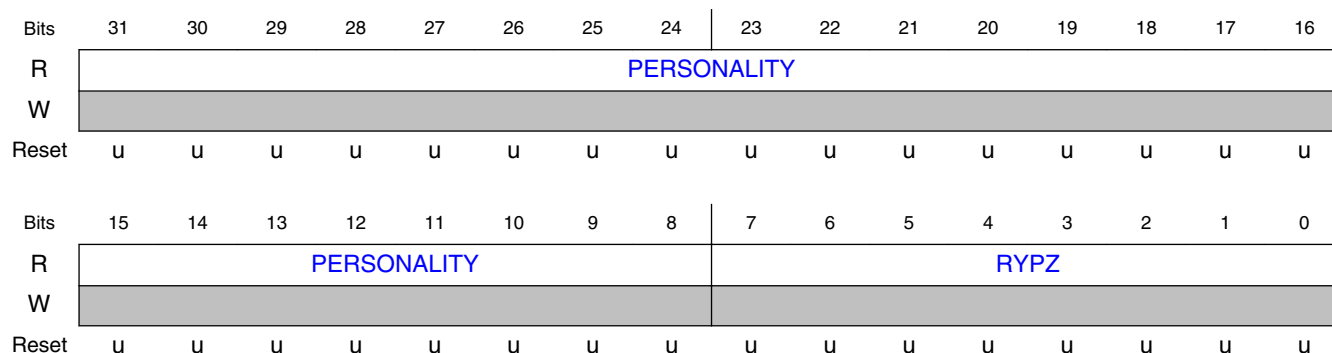 Bits 31 30 29 28 27 26 25 24 23 22 21 20 19 18 17 16
R PERSONALITY
W
Reset u u u u u u u u u u u u u u u u
Bits 15 14 13 12 11 10 9 8 7 6 5 4 3 2 1 0
R PERSONALITY RYPZ
W
Reset u u u u u u u u u u u u u u u u